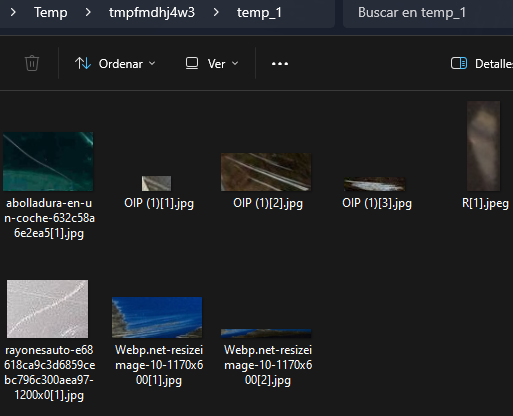 Temp > tmpfmdhj4w3 > temp_1
Buscar en temp_1
Ordenar
Ver
Detalles
abolladura-en-u
n-coche-632c58a
6e2ea5[1].jpg
OIP (1)[1].jpg
OIP (1)[2].jpg
OIP (1)[3].jpg
R[1].jpeg
rayonesauto-e68
618ca9c3d6859ce
bc796c300aea97-
1200x0[1].jpg
Webp.net-resizei
mage-10-1170x6
00[1].jpg
Webp.net-resizei
mage-10-1170x6
00[2].jpg